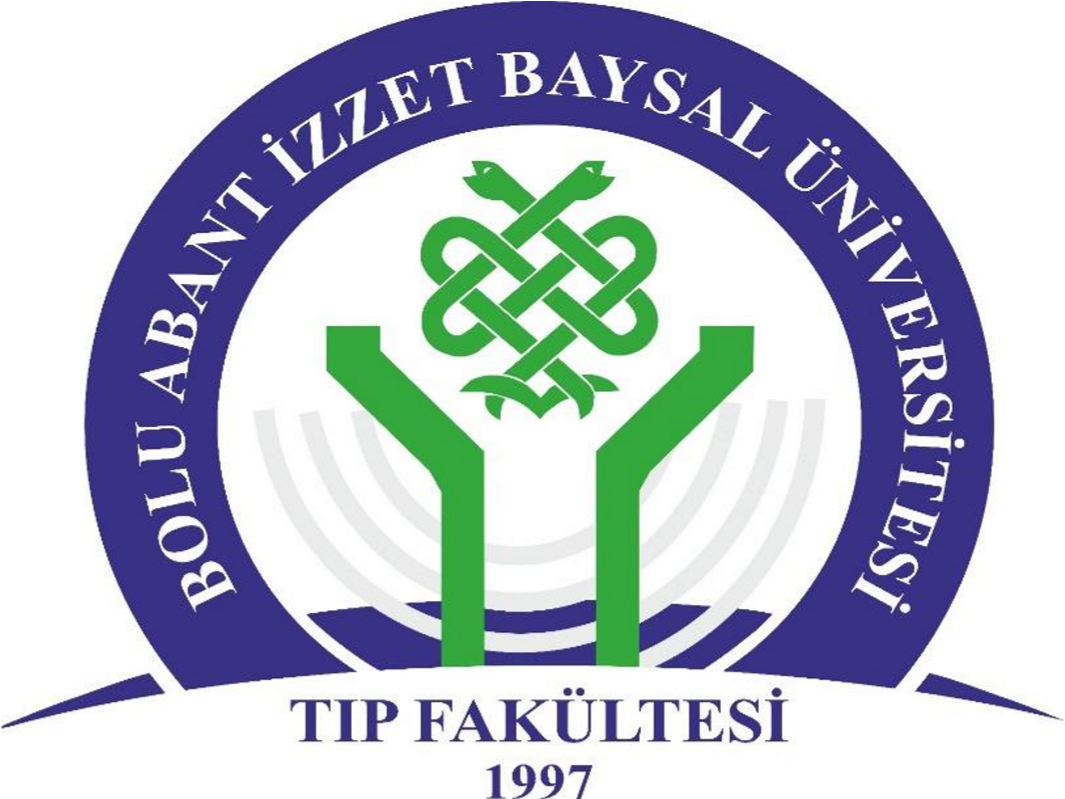 BOLU ABANT İZZET BAYSAL ÜNİVERSİTESİ
TIP FAKÜLTESİ
1997